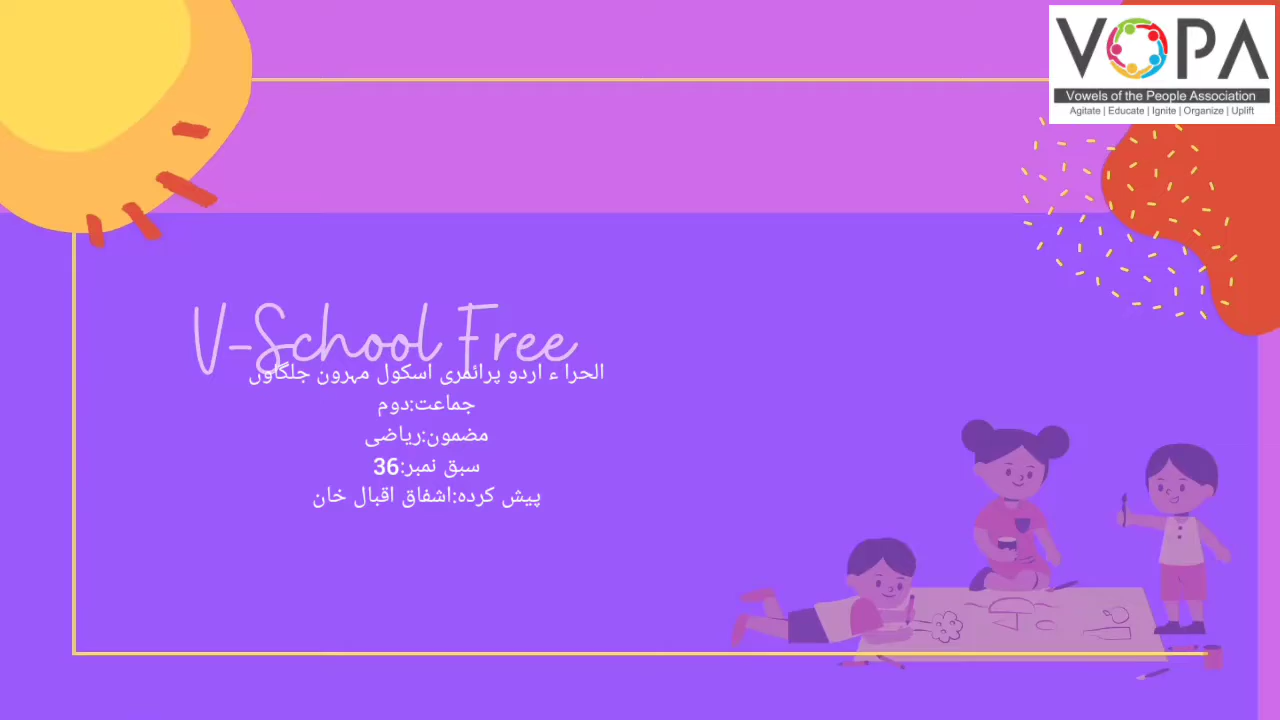 VOPA
Vowels of the People Association
Agitate | Educate | Ignite | Organize | Uplift
V-School Free
الحرا ء اردو پرائمری اسکول مہرون جلگاوں
جماعت:دوم
مضمون:ریاضی
سبق نمبر:36
پیش کردہ:اشفاق اقبال خان